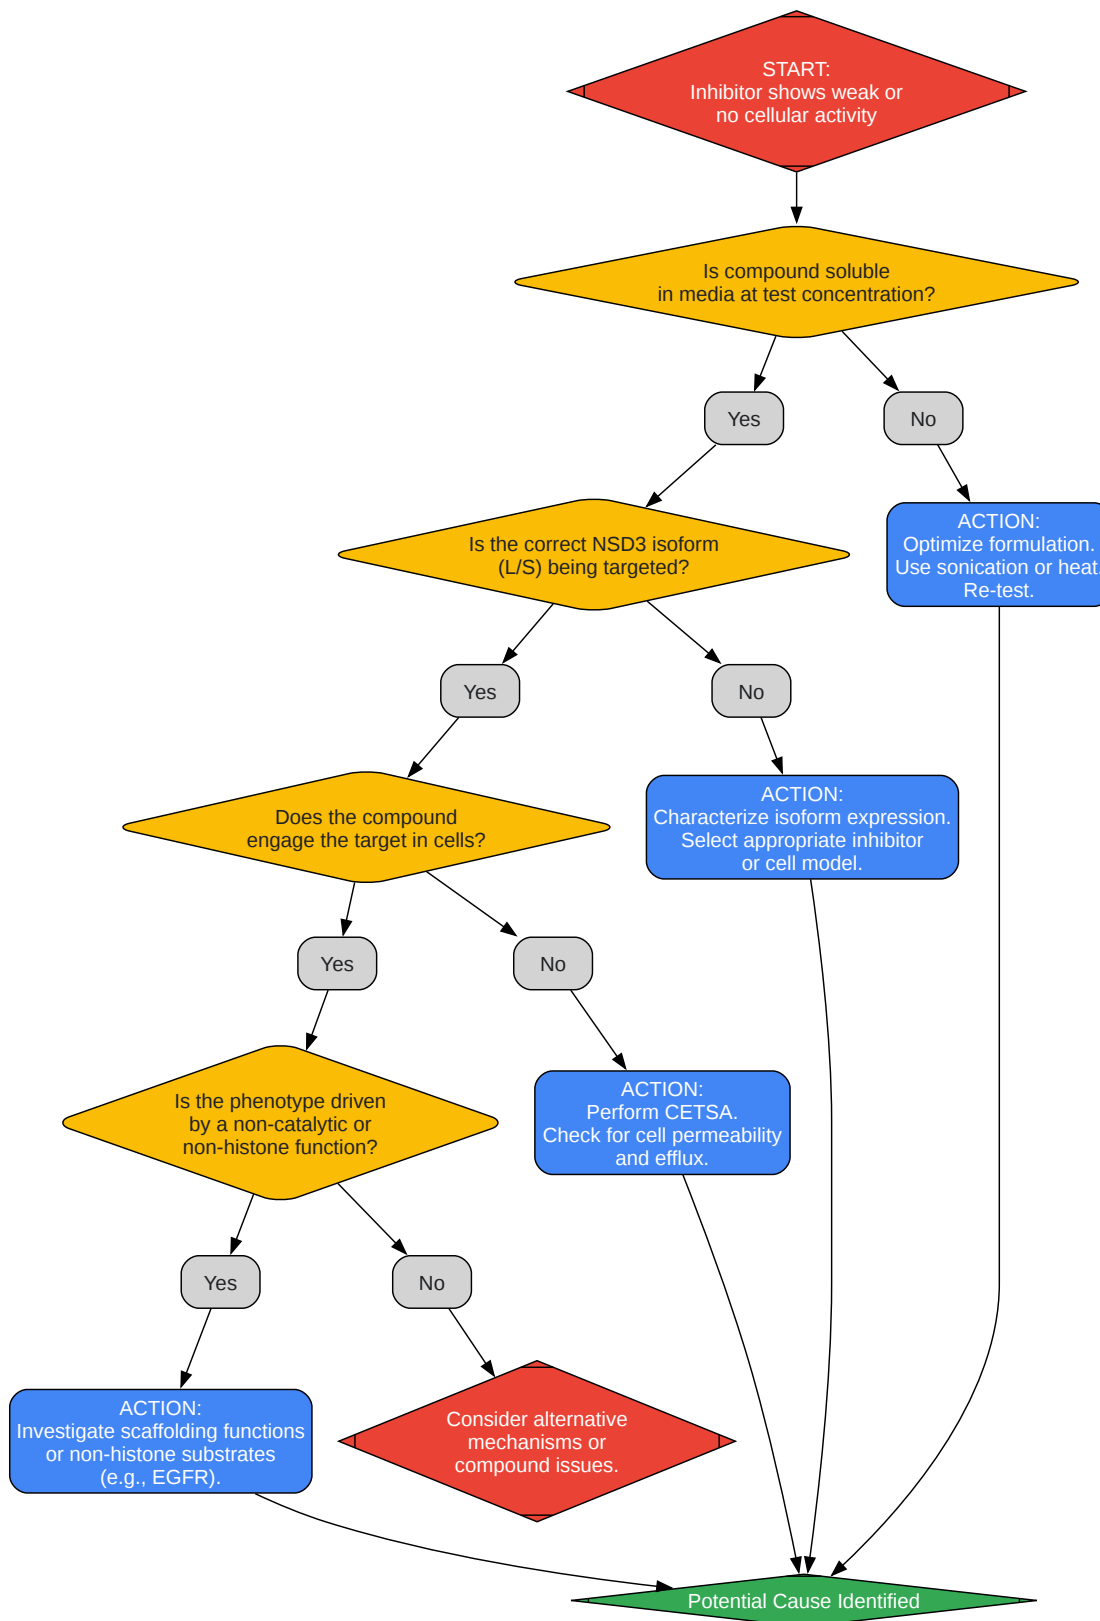 START:
Inhibitor shows weak or
no cellular activity
Is compound soluble
in media at test concentration?
Yes
No
ACTION:
Optimize formulation.
Use sonication or heat.
Re-test.
Is the correct NSD3 isoform
(L/S) being targeted?
Yes
No
ACTION:
Characterize isoform expression.
Select appropriate inhibitor
or cell model.
Does the compound
engage the target in cells?
Yes
No
ACTION:
Perform CETSA.
Check for cell permeability
and efflux.
Is the phenotype driven
by a non-catalytic or
non-histone function?
Yes
No
ACTION:
Investigate scaffolding functions
or non-histone substrates
(e.g., EGFR).
Consider alternative
mechanisms or
compound issues.
Potential Cause Identified